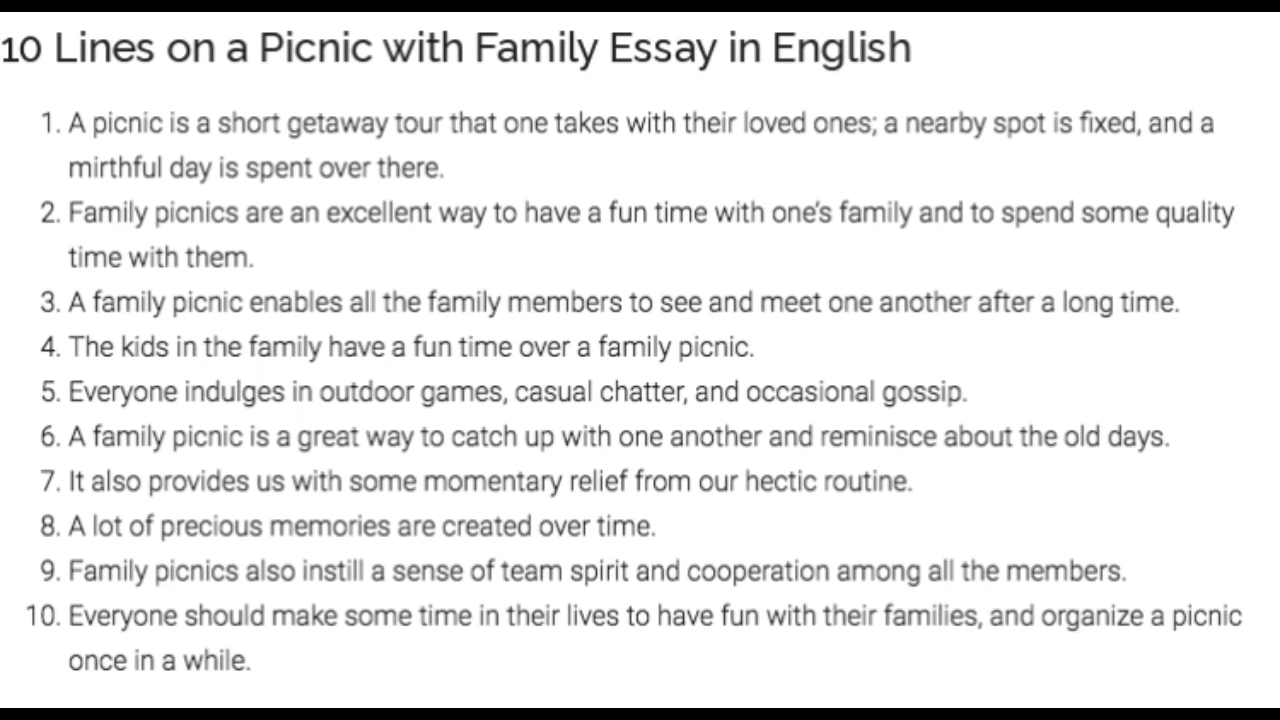 10 Lines on a Picnic with Family Essay in English
1. A picnic is a short getaway tour that one takes with their loved ones; a nearby spot is fixed, and a
mirthful day is spent over there.
2. Family picnics are an excellent way to have a fun time with one’s family and to spend some quality
time with them.
3. A family picnic enables all the family members to see and meet one another after a long time.
4. The kids in the family have a fun time over a family picnic.
5. Everyone indulges in outdoor games, casual chatter, and occasional gossip.
6. A family picnic is a great way to catch up with one another and reminisce about the old days.
7. It also provides us with some momentary relief from our hectic routine.
8. A lot of precious memories are created over time.
9. Family picnics also instill a sense of team spirit and cooperation among all the members.
10. Everyone should make some time in their lives to have fun with their families, and organize a picnic
once in a while.